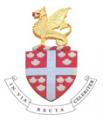 IN VIA RECTA CELERITER